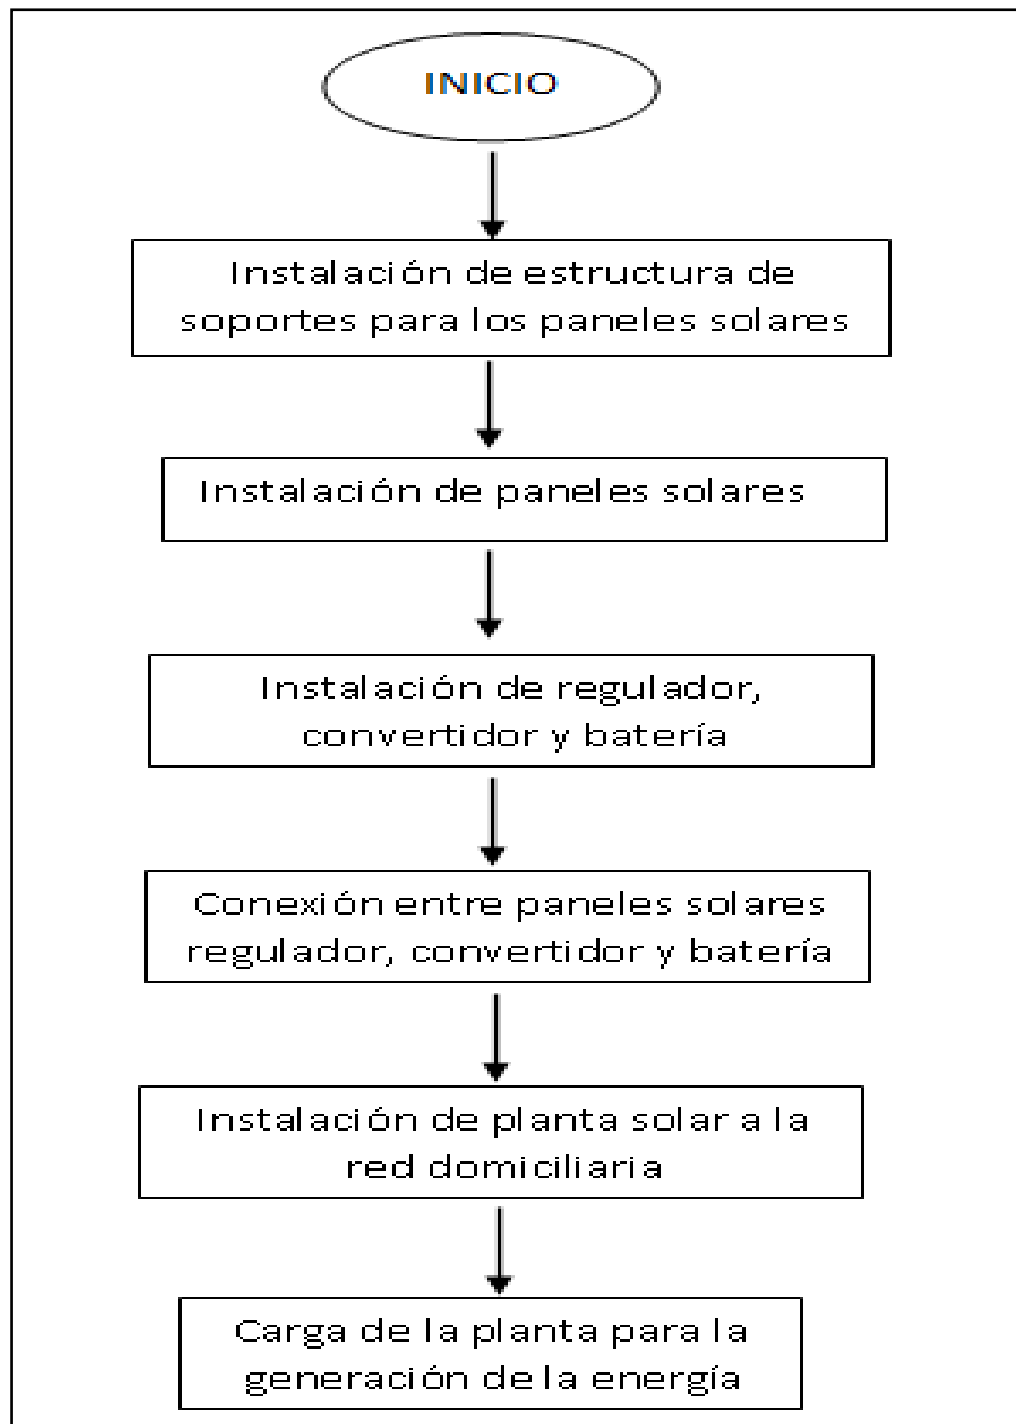 INICIO
Instalación de estructura de
soportes para los paneles solares
Instalación de paneles solares
Instalación de regulador,
convertidor y batería
Conexión entre paneles solares
regulador, convertidor y batería
Instalación de planta solar a la
red domiciliaria
Carga de la planta para la
generación de la energía